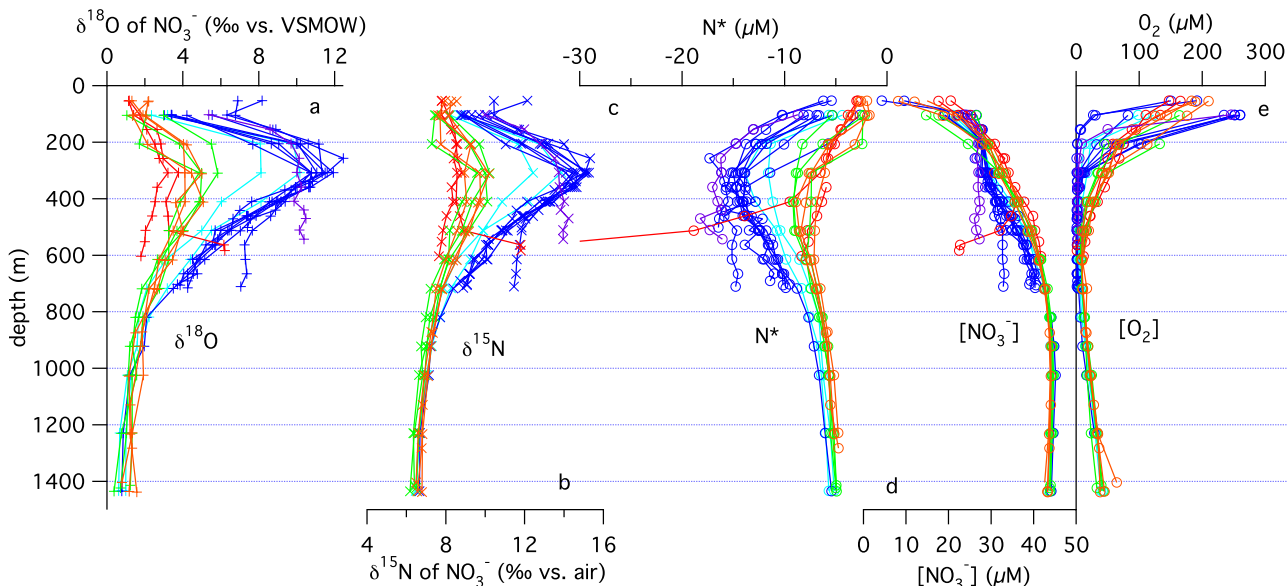 δ¹⁸O of NO₃⁻ (‰ vs. VSMOW)
N* (μM)
O₂ (μM)
0 4 8 12
-30 -20 -10 0
0 100 200
0
200
400
600
800
1000
1200
1400
depth (m)
a
c
e
δ¹⁸O
δ¹⁵N
N*
[NO₃⁻]
[O₂]
b
d
4 8 12 16
0 10 20 30 40 50
δ¹⁵N of NO₃⁻ (‰ vs. air)
[NO₃⁻] (μM)